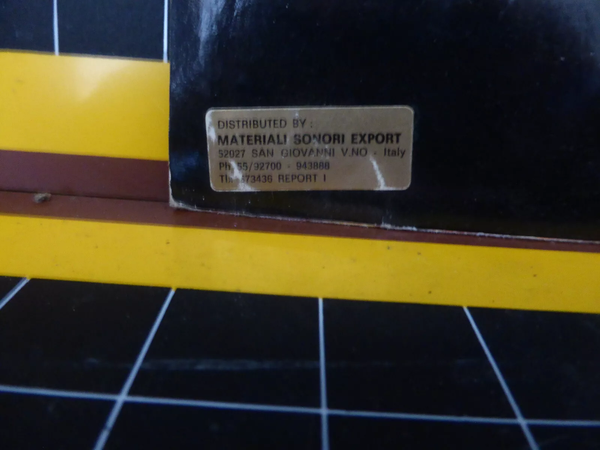 DISTRIBUTED BY :
MATERIALI SONORI EXPORT
52027 SAN GIOVANNI V.NO - Italy
943888
REPORT I